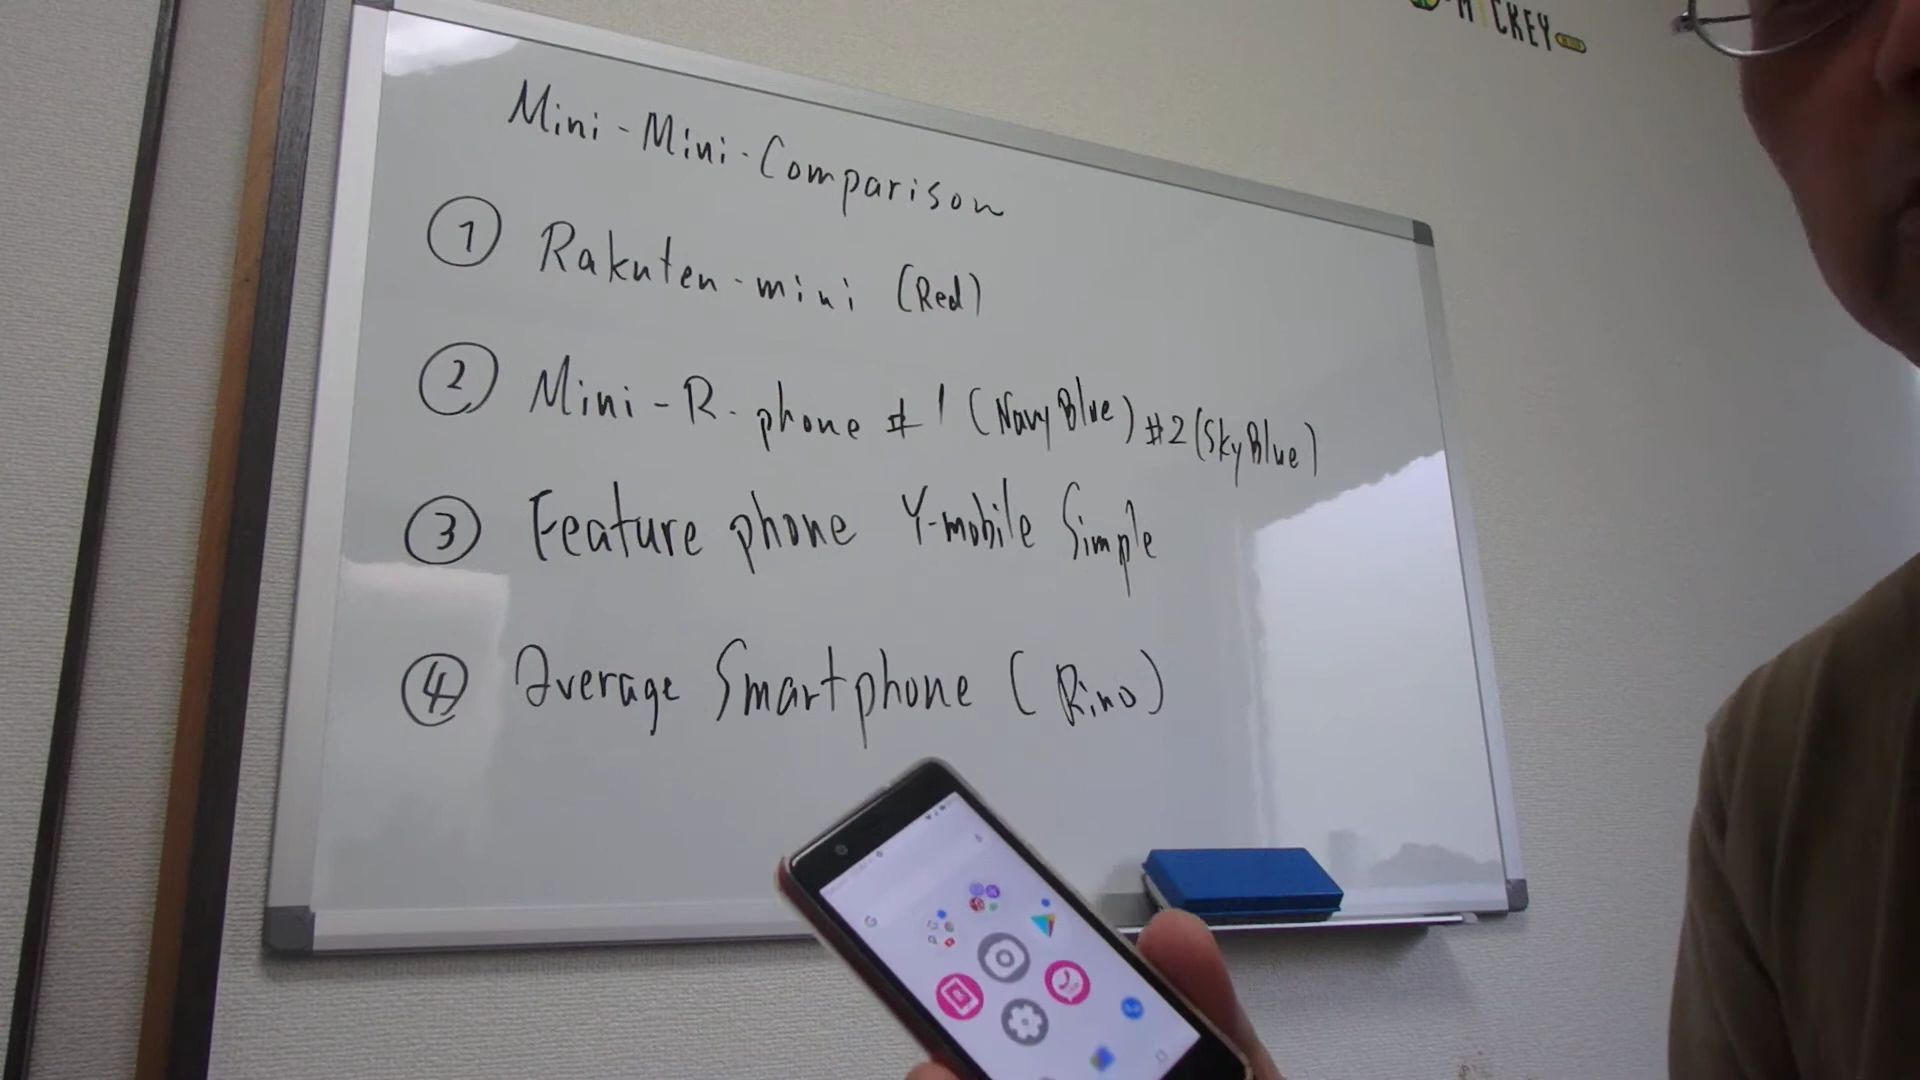 MICKEY
Mini-Mini-Comparison
① Rakuten-mini (Red)
② Mini-R-phone #1 (Navy Blue) #2 (Sky Blue)
③ Feature phone Y-mobile Simple
④ Average Smartphone (Rino)